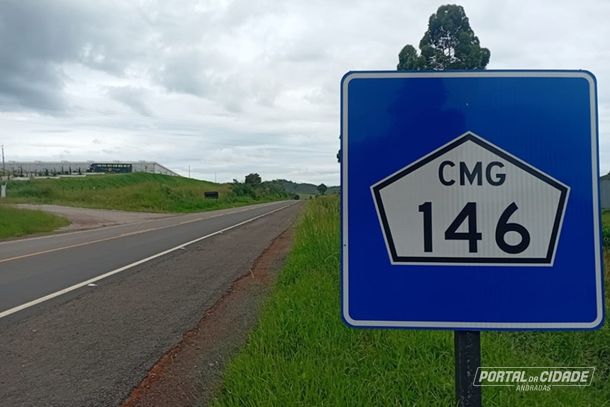 CMG
146
PORTAL DA CIDADE
ANDRADAS